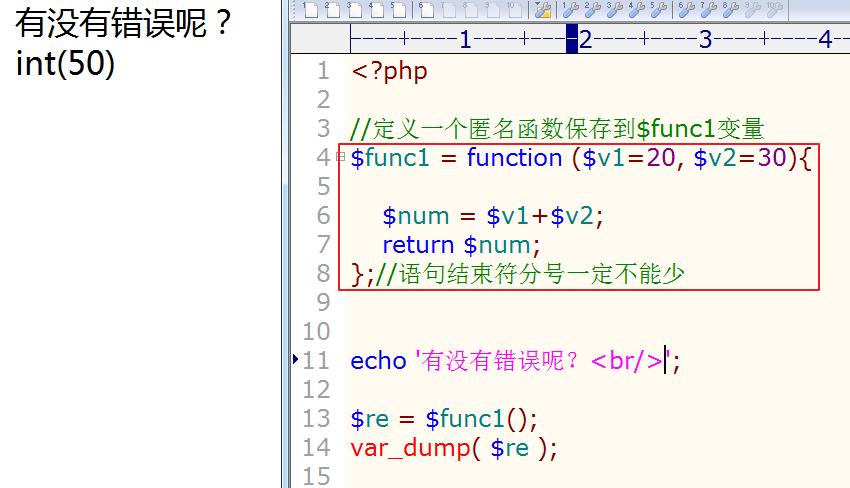 有没有错误呢？
int(50)
1 2 3 4 5 6 7 8 9 10 1 2 3 4 5 6 7 8 9 10
1 2 3 4
1 <?php
2
3 //定义一个匿名函数保存到$func1变量
4 $func1 = function ($v1=20, $v2=30){
5
6 $num = $v1+$v2;
7 return $num;
8 };//语句结束符分号一定不能少
9
10
11 echo '有没有错误呢？<br/>';
12
13 $re = $func1();
14 var_dump( $re );
15